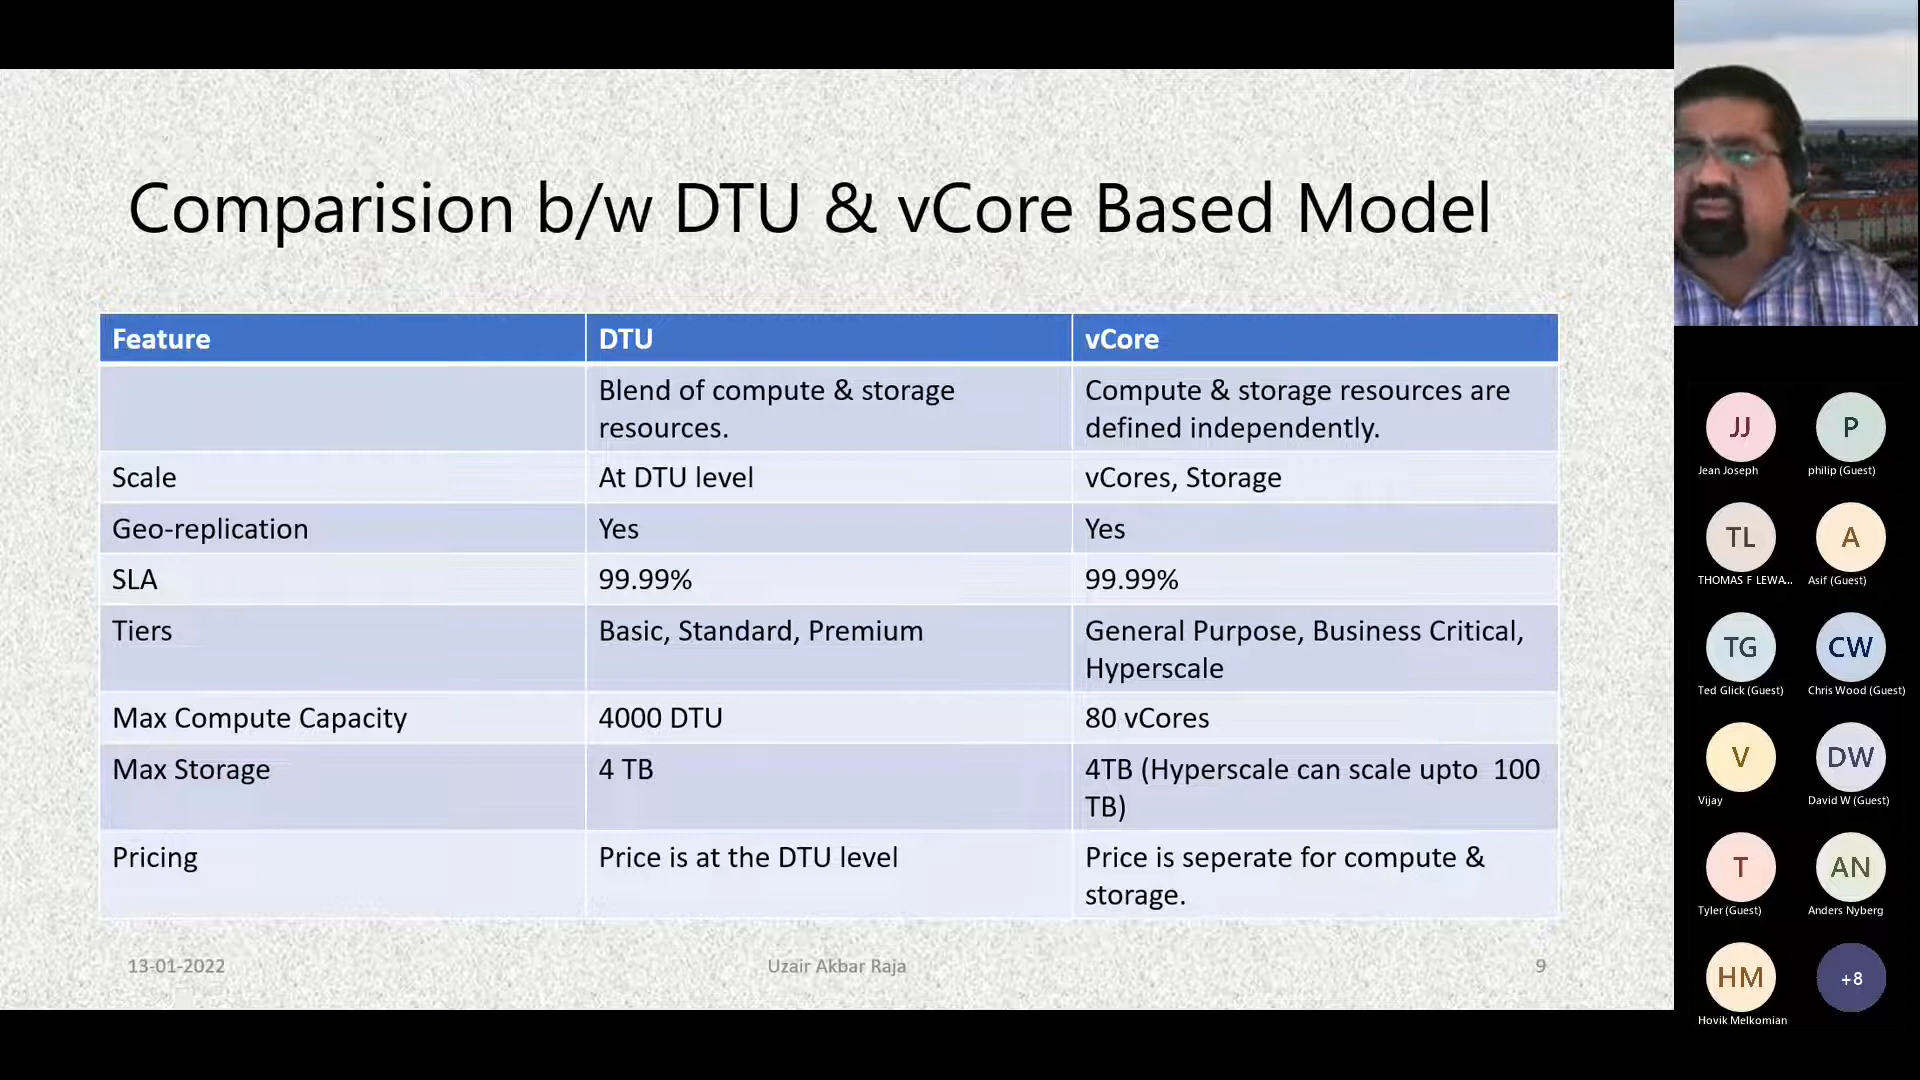 Comparision b/w DTU & vCore Based Model
Feature DTU vCore
Blend of compute & storage
resources.
Compute & storage resources are
defined independently.
Scale At DTU level vCores, Storage
Geo-replication Yes Yes
SLA 99.99% 99.99%
Tiers Basic, Standard, Premium General Purpose, Business Critical,
Hyperscale
Max Compute Capacity 4000 DTU 80 vCores
Max Storage 4 TB 4TB (Hyperscale can scale upto 100
TB)
Pricing Price is at the DTU level Price is seperate for compute &
storage.
13-01-2022 Uzair Akbar Raja 9
JJ P
Jean Joseph philip (Guest)
TL A
THOMAS F LEWA... Asif (Guest)
TG CW
Ted Glick (Guest) Chris Wood (Guest)
V DW
Vijay David W (Guest)
T AN
Tyler (Guest) Anders Nyberg
HM +8
Hovik Melkomian